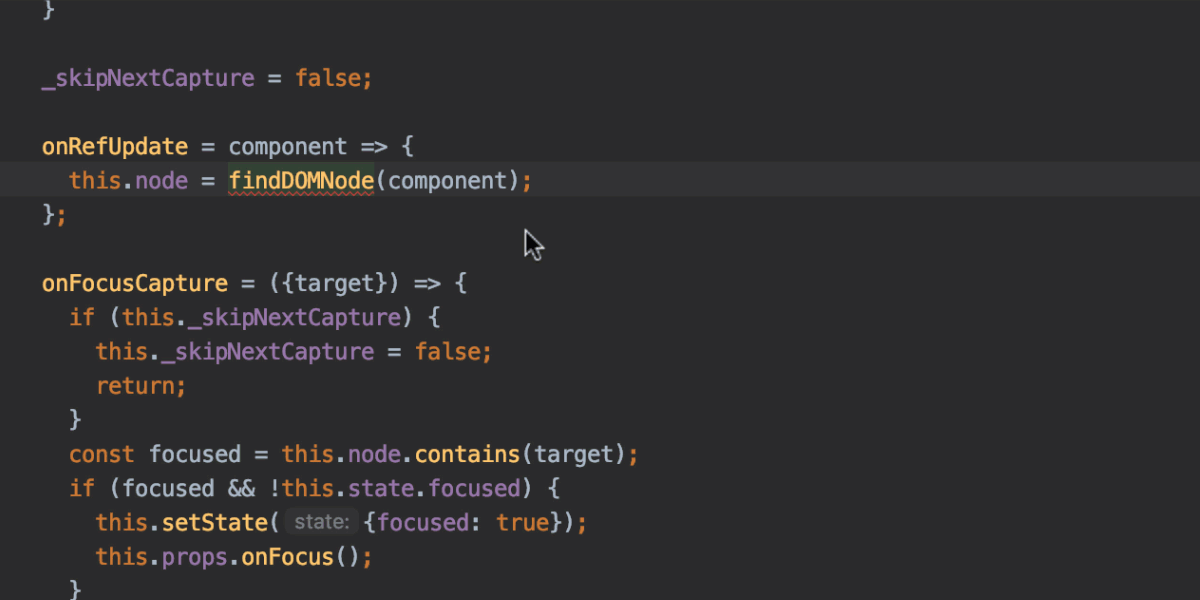 }
_skipNextCapture = false;
onRefUpdate = component => {
this.node = findDOMNode(component);
};
onFocusCapture = ({target}) => {
if (this._skipNextCapture) {
this._skipNextCapture = false;
return;
}
const focused = this.node.contains(target);
if (focused && !this.state.focused) {
this.setState( state: {focused: true});
this.props.onFocus();
}